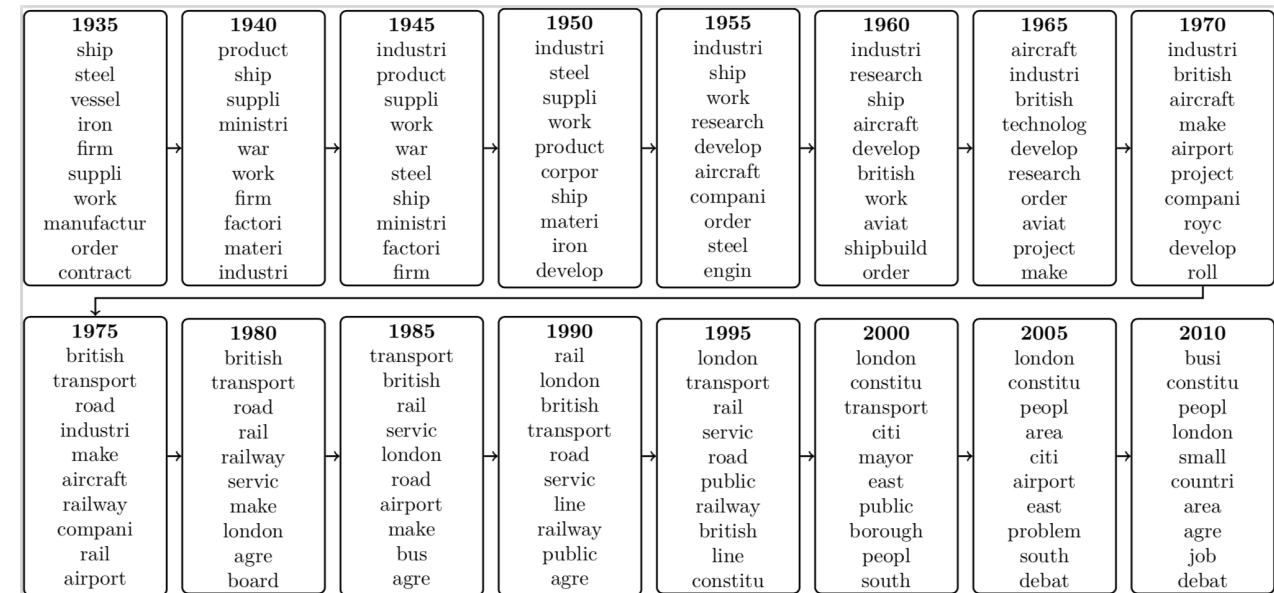 1935
ship
steel
vessel
iron
firm
suppli
work
manufactur
order
contract
1940
product
ship
suppli
ministri
war
work
firm
factori
materi
industri
1945
industri
product
suppli
work
war
steel
ship
ministri
factori
firm
1950
industri
steel
suppli
work
product
corpor
ship
materi
iron
develop
1955
industri
ship
work
research
develop
aircraft
compani
order
steel
engin
1960
industri
research
ship
aircraft
develop
british
work
aviat
shipbuild
order
1965
aircraft
industri
british
technolog
develop
research
order
aviat
project
make
1970
industri
british
aircraft
make
airport
project
compani
royc
develop
roll
1975
british
transport
road
industri
make
aircraft
railway
compani
rail
airport
1980
british
transport
road
rail
railway
servic
make
london
agre
board
1985
transport
british
rail
servic
london
road
airport
make
bus
agre
1990
rail
london
british
transport
road
servic
line
railway
public
agre
1995
london
transport
rail
servic
road
public
railway
british
line
constitu
2000
london
constitu
transport
citi
mayor
east
public
borough
peopl
south
2005
london
constitu
peopl
area
citi
airport
east
problem
south
debat
2010
busi
constitu
peopl
london
small
countri
area
agre
job
debat